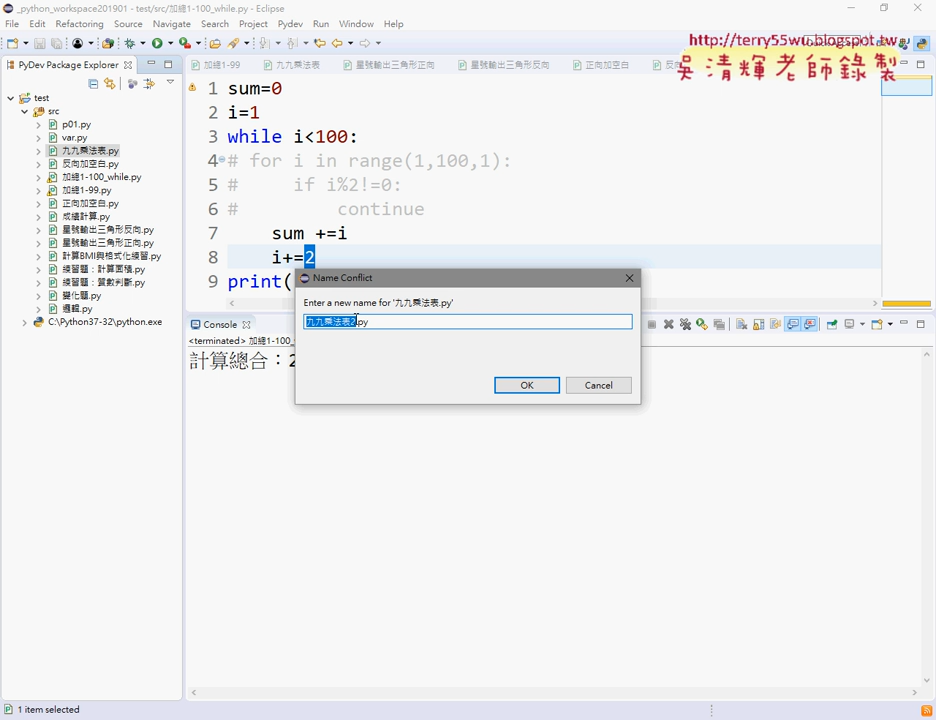 _python_workspace201901 - test/src/加總1-100_while.py - Eclipse
File Edit Refactoring Source Navigate Search Project Pydev Run Window Help
http://terry55wu.blogspot.tw
吳清輝老師錄製
PyDev Package Explorer
加總1-99 九九乘法表 星號輸出三角形正向 星號輸出三角形反向 正向加空白
test
src
p01.py
var.py
九九乘法表.py
反向加空白.py
加總1-100_while.py
加總1-99.py
正向加空白.py
成績計算.py
星號輸出三角形反向.py
星號輸出三角形正向.py
計算BMI與格式化練習.py
練習題：計算面積.py
練習題：質數判斷.py
變化題.py
邏輯.py
C:\Python37-32\python.exe
1 sum=0
2 i=1
3 while i<100:
4 # for i in range(1,100,1):
5 # if i%2!=0:
6 # continue
7 sum +=i
8 i+=2
9 print(
Name Conflict
Enter a new name for '九九乘法表.py'
九九乘法表2.py
OK Cancel
Console
<terminated> 加總1-100_
計算總合：2
1 item selected